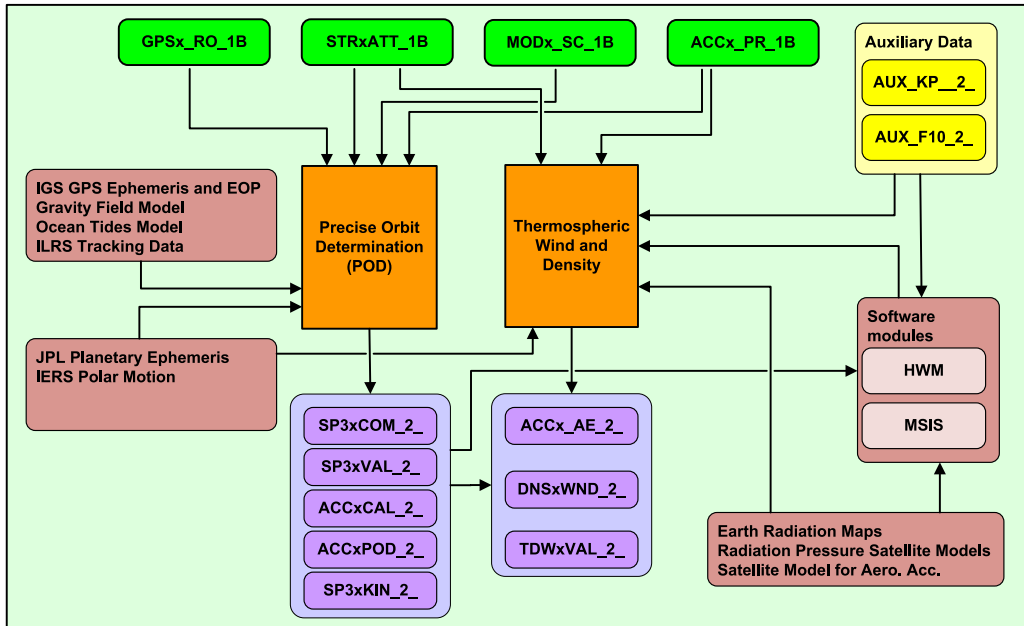 GPSx_RO_1B
STRxATT_1B
MODx_SC_1B
ACCx_PR_1B
Auxiliary Data
AUX_KP__2_
AUX_F10_2_
IGS GPS Ephemeris and EOP
Gravity Field Model
Ocean Tides Model
ILRS Tracking Data
Precise Orbit
Determination
(POD)
Thermospheric
Wind and
Density
JPL Planetary Ephemeris
IERS Polar Motion
Software
modules
HWM
MSIS
SP3xCOM_2_
SP3xVAL_2_
ACCxCAL_2_
ACCxPOD_2_
SP3xKIN_2_
ACCx_AE_2_
DNSxWND_2_
TDWxVAL_2_
Earth Radiation Maps
Radiation Pressure Satellite Models
Satellite Model for Aero. Acc.